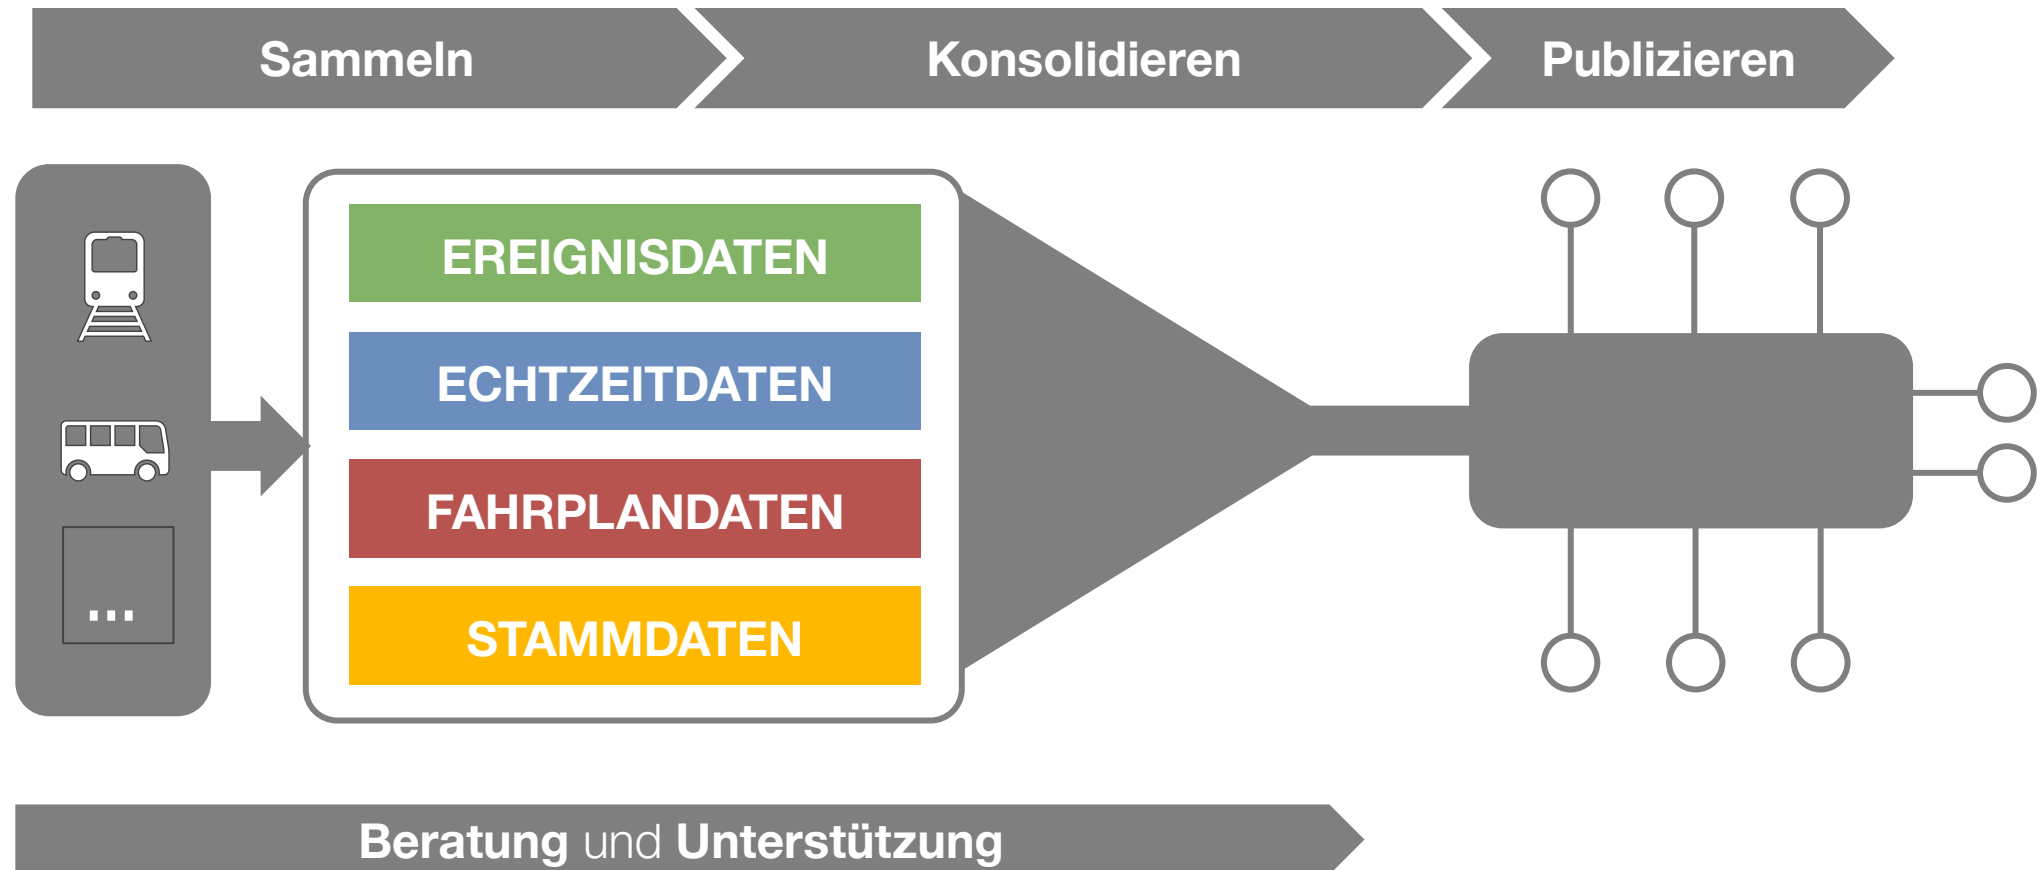 Sammeln
Konsolidieren
Publizieren
EREIGNISDATEN
ECHTZEITDATEN
FAHRPLANDATEN
...
STAMMDATEN
Beratung und Unterstützung